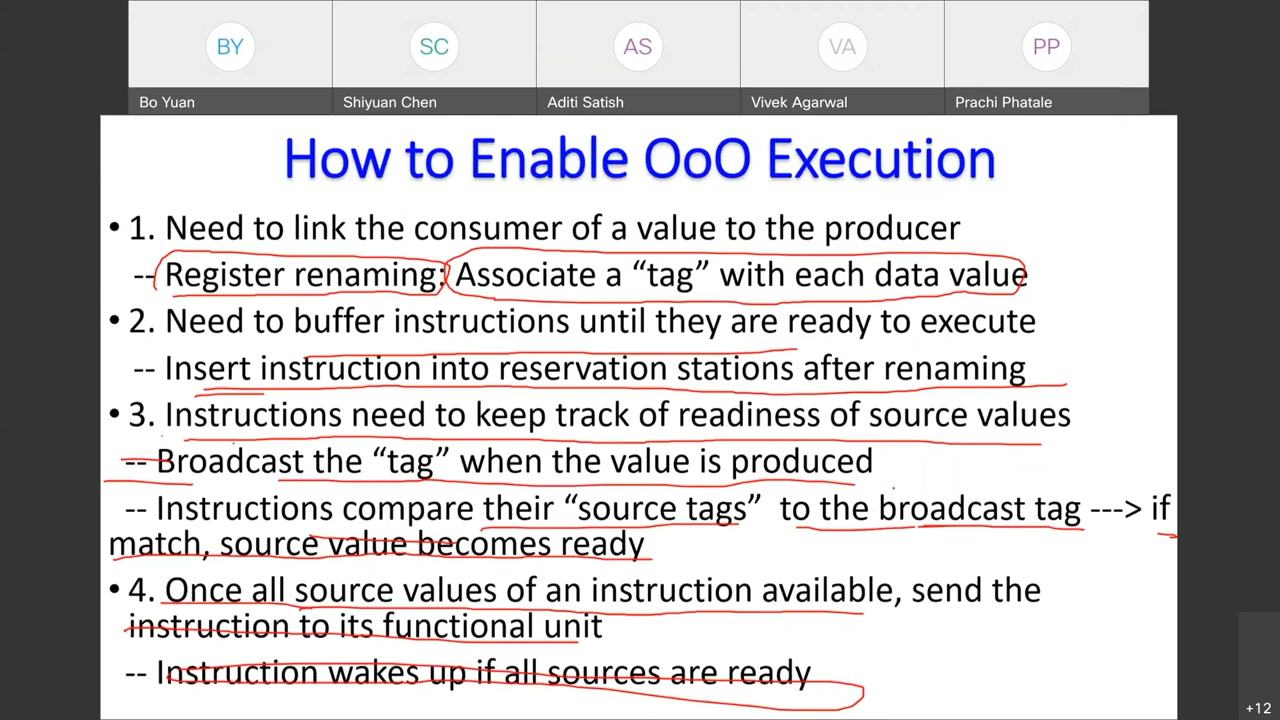 BY SC AS VA PP
Bo Yuan Shiyuan Chen Aditi Satish Vivek Agarwal Prachi Phatale
How to Enable OoO Execution
• 1. Need to link the consumer of a value to the producer
-- Register renaming: Associate a “tag” with each data value
• 2. Need to buffer instructions until they are ready to execute
-- Insert instruction into reservation stations after renaming
• 3. Instructions need to keep track of readiness of source values
-- Broadcast the “tag” when the value is produced
-- Instructions compare their “source tags” to the broadcast tag ---> if
match, source value becomes ready
• 4. Once all source values of an instruction available, send the
instruction to its functional unit
-- Instruction wakes up if all sources are ready
+12